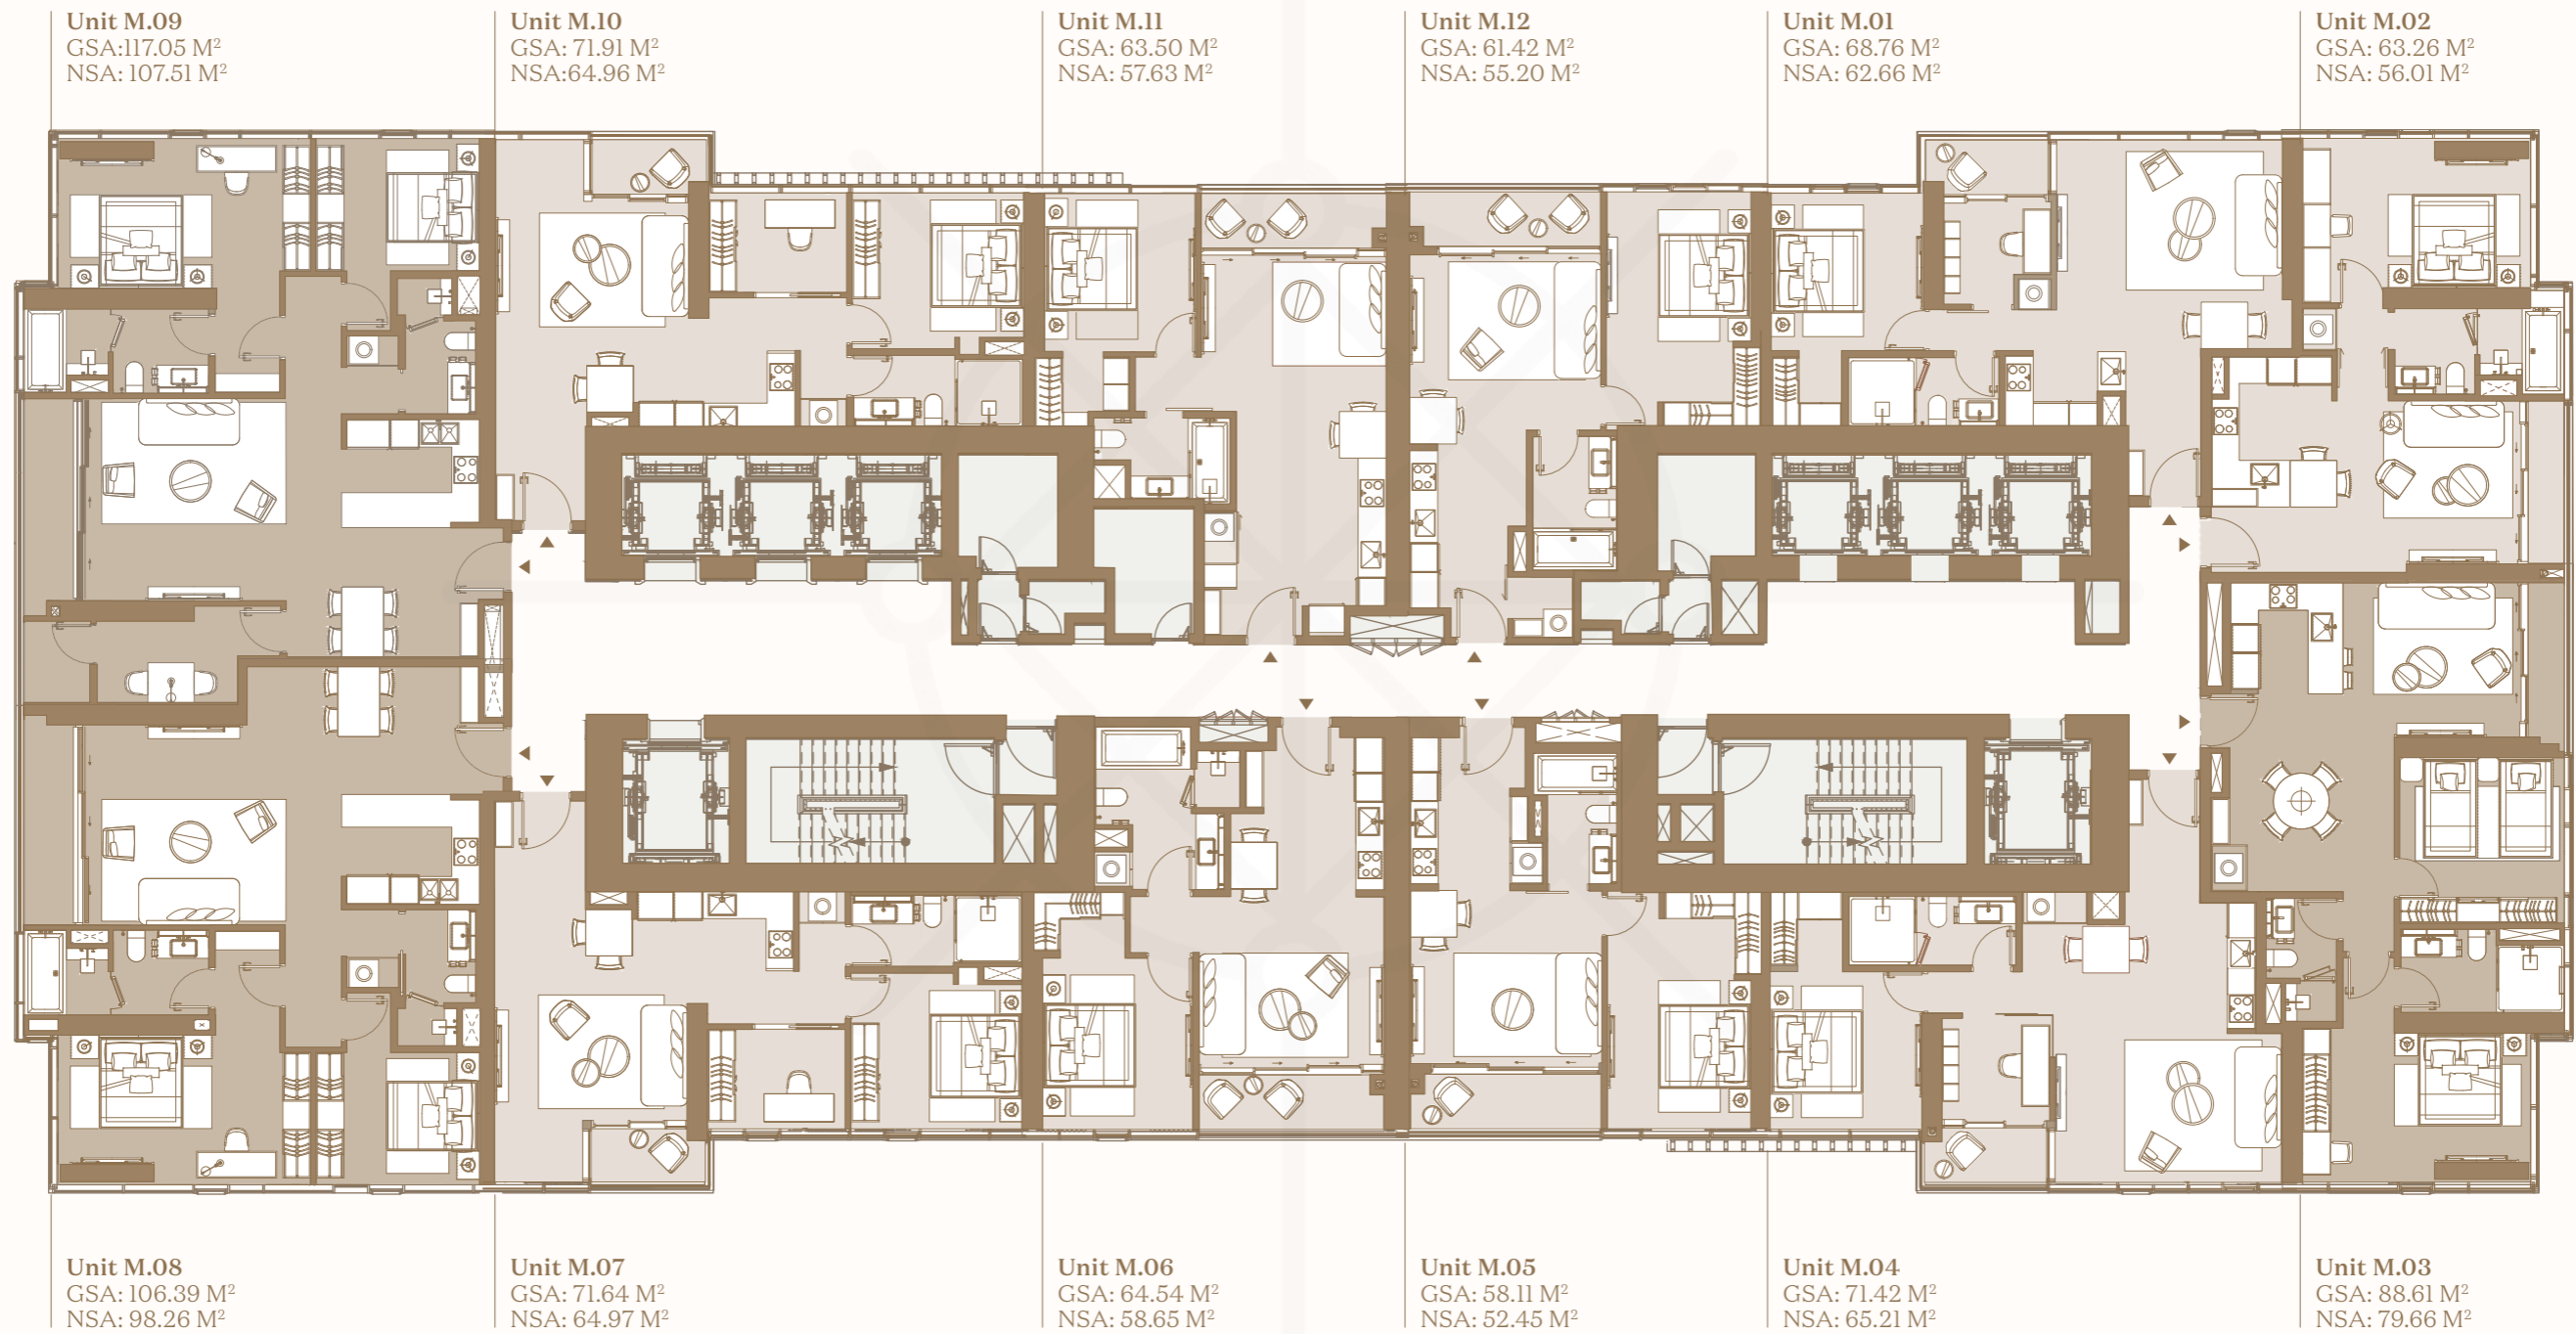 Unit M.09
GSA:117.05 M²
NSA: 107.51 M²
Unit M.10
GSA: 71.91 M²
NSA:64.96 M²
Unit M.11
GSA: 63.50 M²
NSA: 57.63 M²
Unit M.12
GSA: 61.42 M²
NSA: 55.20 M²
Unit M.01
GSA: 68.76 M²
NSA: 62.66 M²
Unit M.02
GSA: 63.26 M²
NSA: 56.01 M²
Unit M.08
GSA: 106.39 M²
NSA: 98.26 M²
Unit M.07
GSA: 71.64 M²
NSA: 64.97 M²
Unit M.06
GSA: 64.54 M²
NSA: 58.65 M²
Unit M.05
GSA: 58.11 M²
NSA: 52.45 M²
Unit M.04
GSA: 71.42 M²
NSA: 65.21 M²
Unit M.03
GSA: 88.61 M²
NSA: 79.66 M²